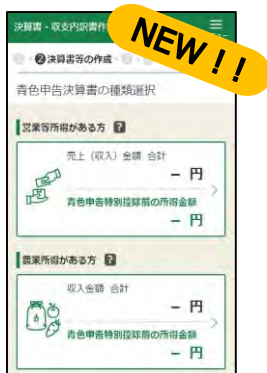 決算書・収支内訳書作
NEW！！
❷決算書等の作成
青色申告決算書の種類選択
営業等所得がある方 ?
売上（収入）金額 合計
− 円
青色申告特別控除前の所得金額
− 円
農業所得がある方 ?
収入金額 合計
− 円
青色申告特別控除前の所得金額
− 円